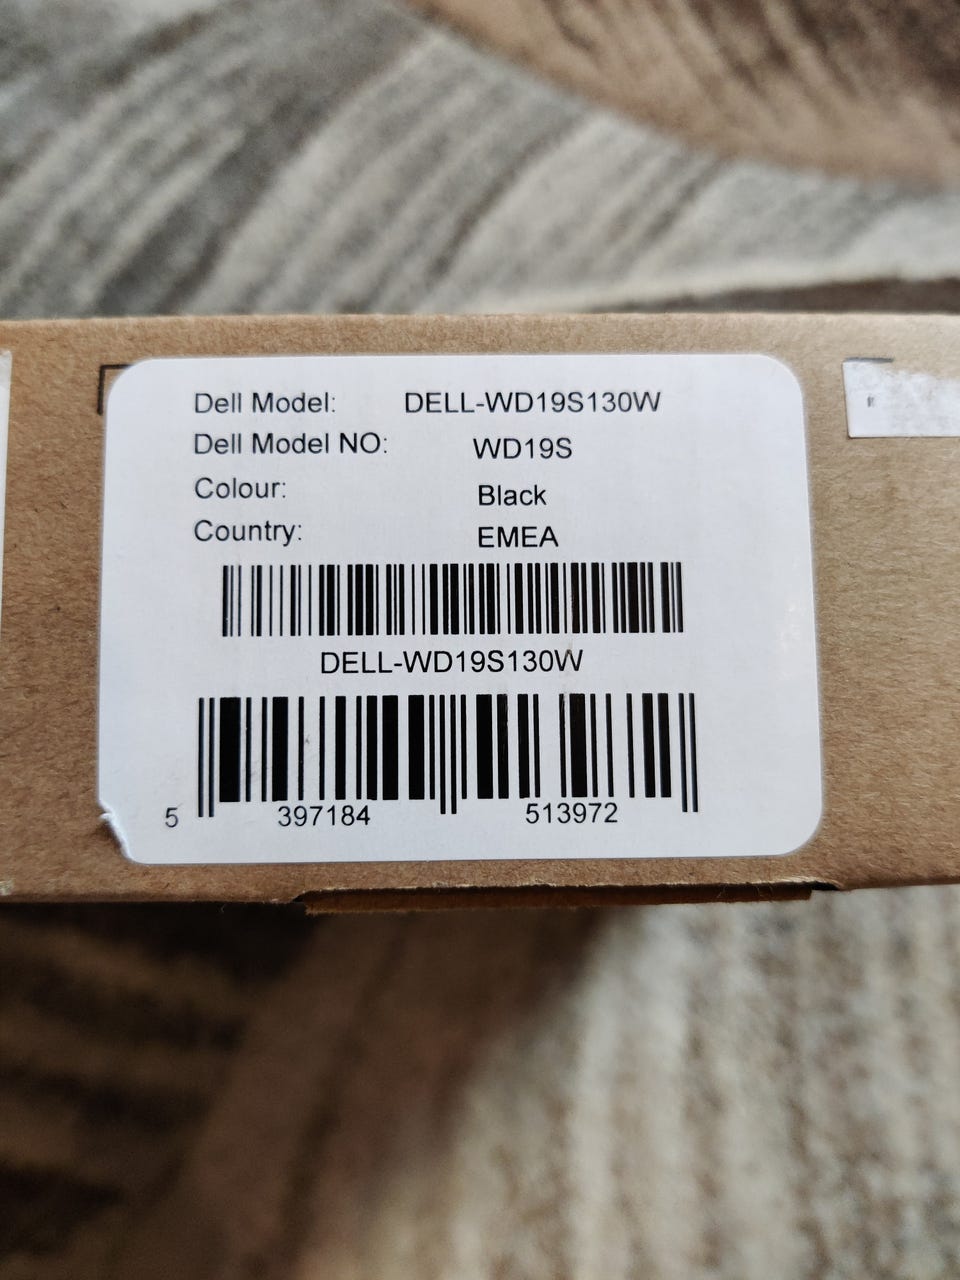 Dell Model: DELL-WD19S130W
Dell Model NO: WD19S
Colour: Black
Country: EMEA
DELL-WD19S130W
5 397184 513972